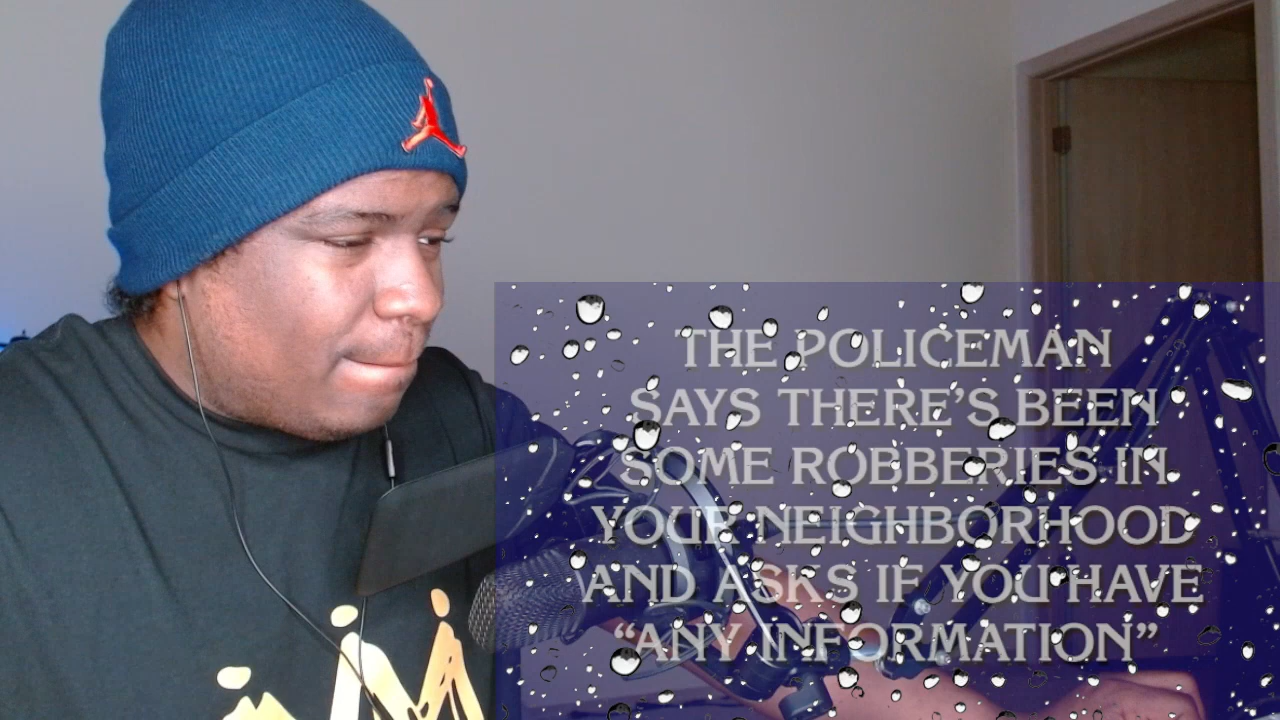 THE POLICEMAN
SAYS THERE’S BEEN
SOME ROBBERIES IN
YOUR NEIGHBORHOOD
AND ASKS IF YOU HAVE
“ANY INFORMATION”